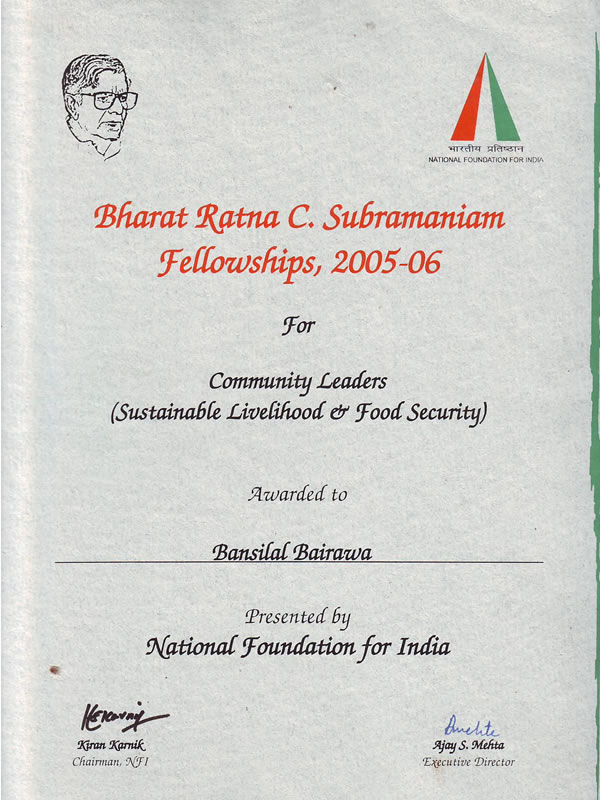 भारतीय प्रतिष्ठान
NATIONAL FOUNDATION FOR INDIA
Bharat Ratna C. Subramaniam
Fellowships, 2005-06
For
Community Leaders
(Sustainable Livelihood & Food Security)
Awarded to
Bansilal Bairawa
Presented by
National Foundation for India
Kiran Karnik
Chairman, NFI
Ajay S. Mehta
Executive Director